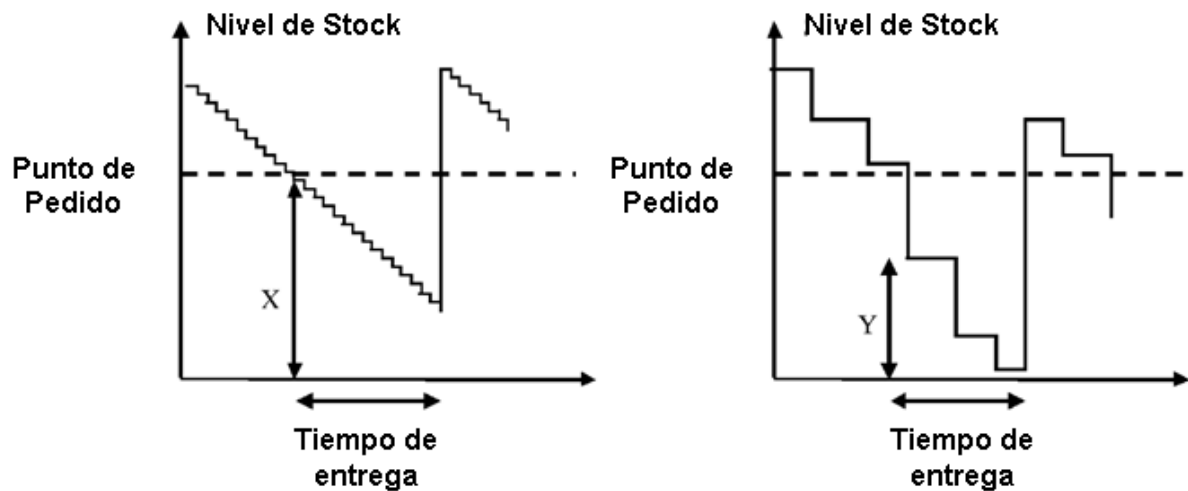 Nivel de Stock
Punto de
Pedido
X
Tiempo de
entrega
Nivel de Stock
Punto de
Pedido
Y
Tiempo de
entrega